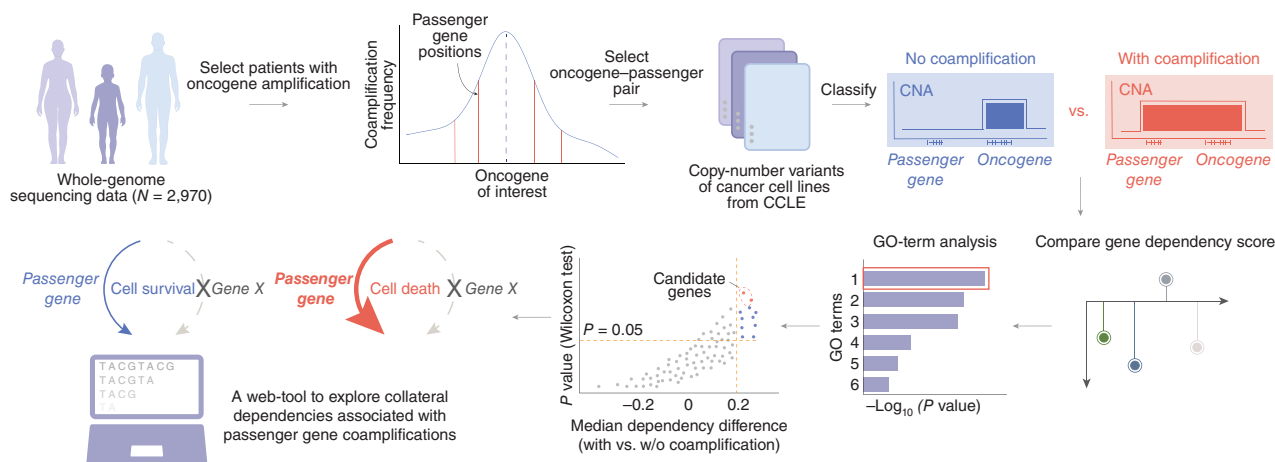 Whole-genome
sequencing data (N = 2,970)
Select patients with
oncogene amplification
Coamplification
frequency
Passenger
gene
positions
Oncogene
of interest
Select
oncogene–passenger
pair
Copy-number variants
of cancer cell lines
from CCLE
Classify
No coamplification
CNA
Passenger
gene
Oncogene
vs.
With coamplification
CNA
Passenger
gene
Oncogene
Compare gene dependency score
GO-term analysis
GO terms
1
2
3
4
5
6
–Log10 (P value)
P value (Wilcoxon test)
Candidate
genes
P = 0.05
–0.2
0
0.2
Median dependency difference
(with vs. w/o coamplification)
Passenger
gene
Cell survival
X
Gene X
Passenger
gene
Cell death
X
Gene X
TACGTACG
TACGTA
TACG
TA
A web-tool to explore collateral
dependencies associated with
passenger gene coamplifications